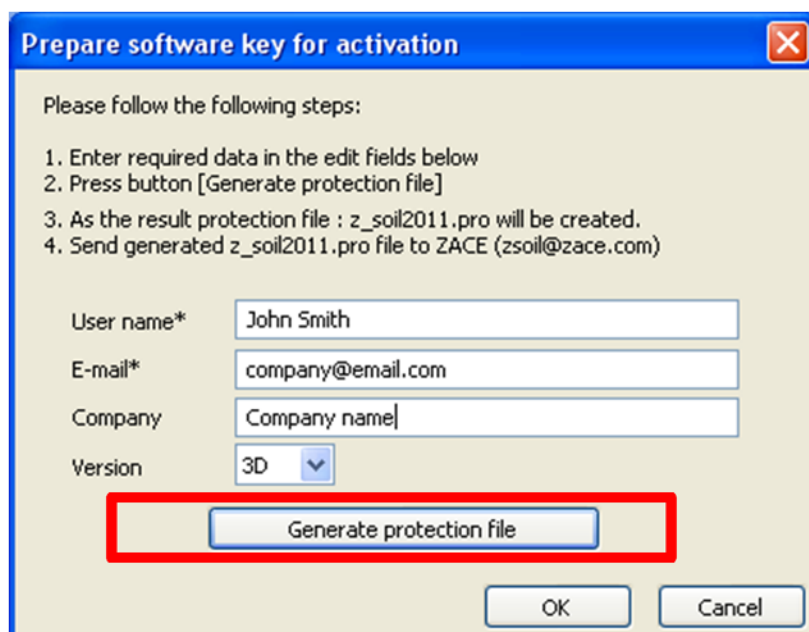 Prepare software key for activation
Please follow the following steps:
1. Enter required data in the edit fields below
2. Press button [Generate protection file]
3. As the result protection file : z_soil2011.pro will be created.
4. Send generated z_soil2011.pro file to ZACE (zsoil@zace.com)
User name* John Smith
E-mail* company@email.com
Company Company name
Version 3D
Generate protection file
OK Cancel